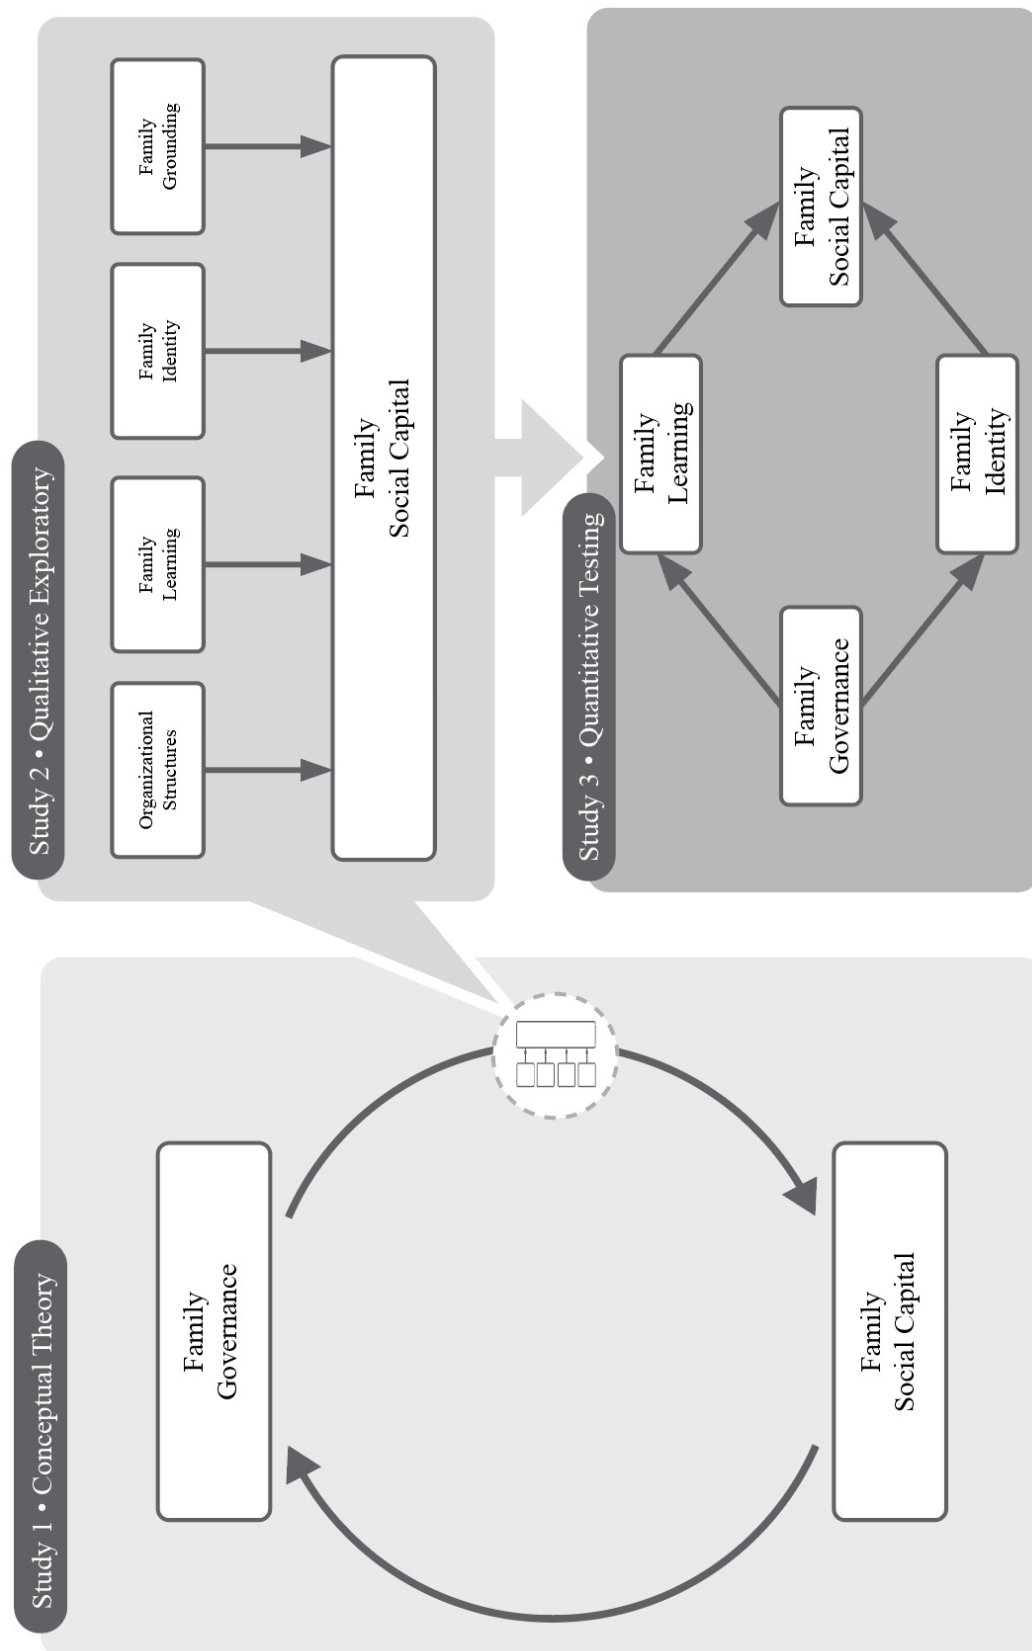 Study 1 • Conceptual Theory
Family
Governance
Family
Social Capital
Study 2 • Qualitative Exploratory
Organizational
Structures
Family
Learning
Family
Identity
Family
Grounding
Family
Social Capital
Study 3 • Quantitative Testing
Family
Governance
Family
Learning
Family
Identity
Family
Social Capital